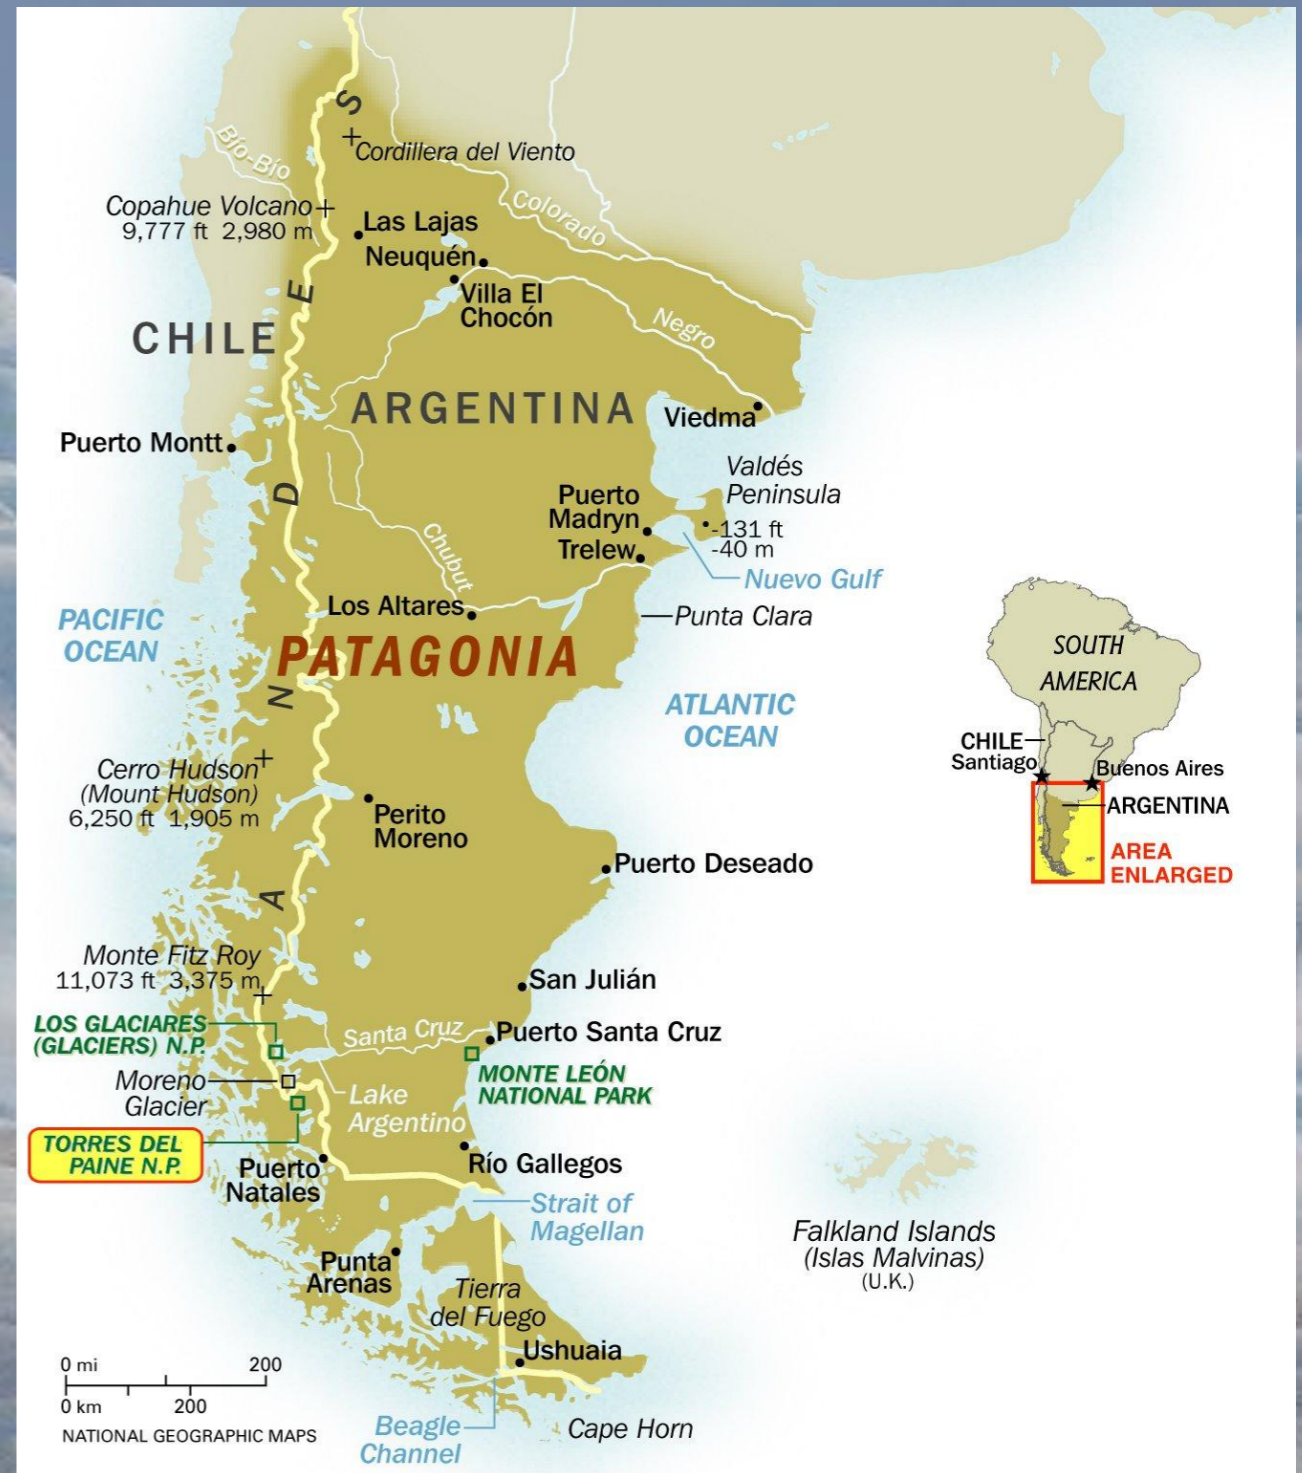 S
Cordillera del Viento
Bío-Bío
Colorado
Copahue Volcano
9,777 ft 2,980 m
Las Lajas
Neuquén
Villa El
Chocón
E
CHILE
Negro
ARGENTINA
Viedma
Puerto Montt
D
Valdés
Peninsula
Puerto
Madryn
-131 ft
-40 m
Trelew
Chubut
Nuevo Gulf
Los Altares
Punta Clara
PACIFIC
OCEAN
PATAGONIA
N
ATLANTIC
OCEAN
SOUTH
AMERICA
CHILE
Santiago
Buenos Aires
ARGENTINA
AREA
ENLARGED
Cerro Hudson
(Mount Hudson)
6,250 ft 1,905 m
Perito
Moreno
Puerto Deseado
A
Monte Fitz Roy
11,073 ft 3,375 m
San Julián
LOS GLACIARES
(GLACIERS) N.P.
Santa Cruz
Puerto Santa Cruz
Moreno
Glacier
Lake
Argentino
MONTE LEÓN
NATIONAL PARK
TORRES DEL
PAINE N.P.
Puerto
Natales
Río Gallegos
Strait of
Magellan
Falkland Islands
(Islas Malvinas)
(U.K.)
Punta
Arenas
Tierra
del Fuego
Ushuaia
0 mi 200
0 km 200
NATIONAL GEOGRAPHIC MAPS
Beagle
Channel
Cape Horn